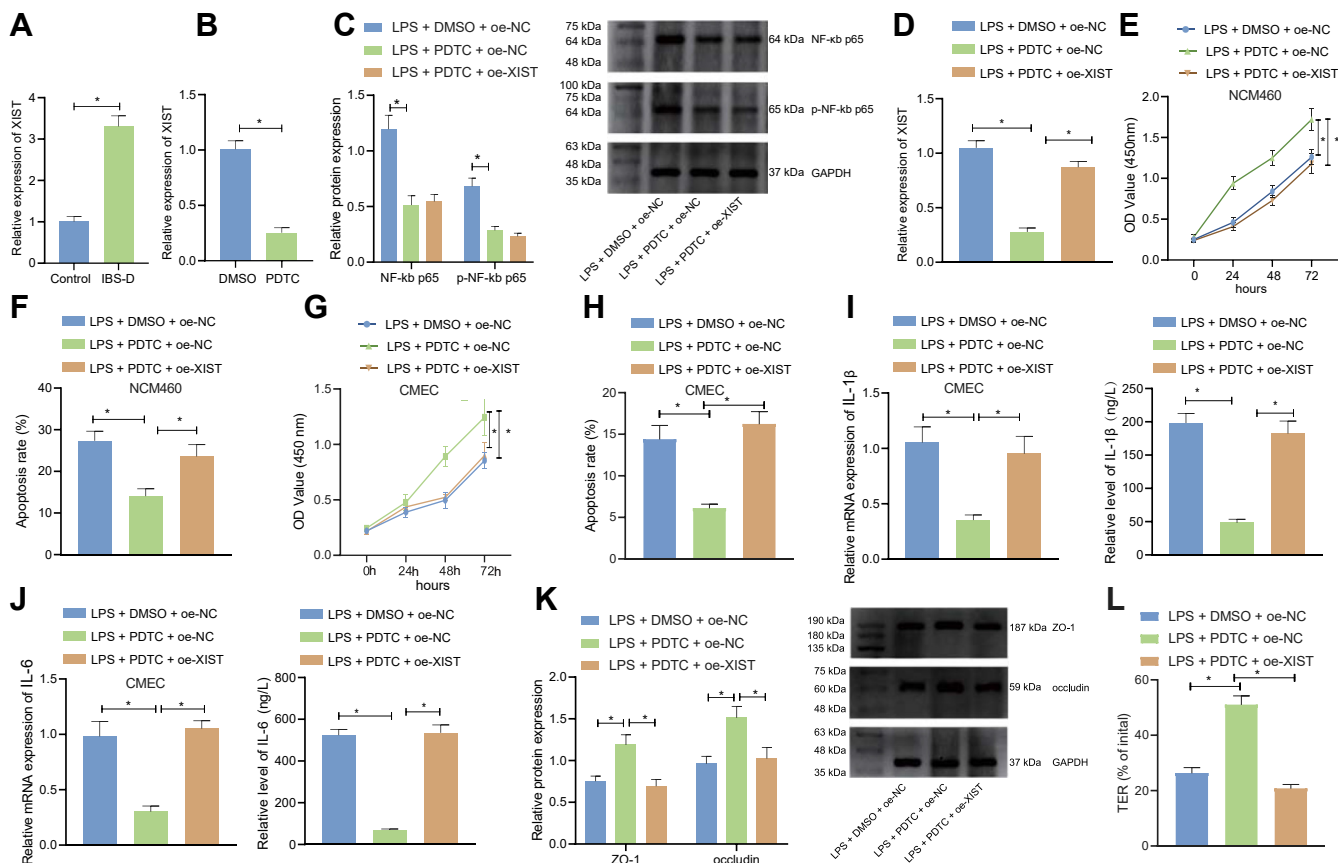 A
Relative expression of XIST
4
3
2
1
0
*
Control IBS-D
B
Relative expression of XIST
1.5
1.0
0.5
0.0
*
DMSO PDTC
C
LPS + DMSO + oe-NC
LPS + PDTC + oe-NC
LPS + PDTC + oe-XIST
Relative protein expression
1.5
1.0
0.5
0.0
*
*
NF-kb p65 p-NF-kb p65
75 kDa
64 kDa
48 kDa
64 kDa NF-κb p65
100 kDa
75 kDa
64 kDa
65 kDa p-NF-kb p65
63 kDa
48 kDa
35 kDa
37 kDa GAPDH
LPS + DMSO + oe-NC
LPS + PDTC + oe-NC
LPS + PDTC + oe-XIST
D
LPS + DMSO + oe-NC
LPS + PDTC + oe-NC
LPS + PDTC + oe-XIST
Relative expression of XIST
1.5
1.0
0.5
0.0
*
*
E
LPS + DMSO + oe-NC
LPS + PDTC + oe-NC
LPS + PDTC + oe-XIST
NCM460
OD Value (450nm)
2.0
1.5
1.0
0.5
0.0
* *
0 24 48 72
hours
F
LPS + DMSO + oe-NC
LPS + PDTC + oe-NC
LPS + PDTC + oe-XIST
NCM460
Apoptosis rate (%)
40
30
20
10
0
*
*
G
LPS + DMSO + oe-NC
LPS + PDTC + oe-NC
LPS + PDTC + oe-XIST
CMEC
OD Value (450 nm)
1.5
1.0
0.5
0.0
* *
0h 24h 48h 72h
hours
H
LPS + DMSO + oe-NC
LPS + PDTC + oe-NC
LPS + PDTC + oe-XIST
CMEC
Apoptosis rate (%)
20
15
10
5
0
*
*
I
LPS + DMSO + oe-NC
LPS + PDTC + oe-NC
LPS + PDTC + oe-XIST
CMEC
Relative mRNA expression of IL-1β
1.5
1.0
0.5
0.0
*
*
LPS + DMSO + oe-NC
LPS + PDTC + oe-NC
LPS + PDTC + oe-XIST
Relative level of IL-1β (ng/L)
250
200
150
100
50
0
*
*
J
LPS + DMSO + oe-NC
LPS + PDTC + oe-NC
LPS + PDTC + oe-XIST
CMEC
Relative mRNA expression of IL-6
1.5
1.0
0.5
0.0
*
*
LPS + DMSO + oe-NC
LPS + PDTC + oe-NC
LPS + PDTC + oe-XIST
Relative level of IL-6 (ng/L)
800
600
400
200
0
*
*
K
LPS + DMSO + oe-NC
LPS + PDTC + oe-NC
LPS + PDTC + oe-XIST
Relative protein expression
2.0
1.5
1.0
0.5
0.0
* *
* *
ZO-1 occludin
190 kDa
180 kDa
135 kDa
187 kDa ZO-1
75 kDa
60 kDa
48 kDa
59 kDa occludin
63 kDa
48 kDa
35 kDa
37 kDa GAPDH
LPS + DMSO + oe-NC
LPS + PDTC + oe-NC
LPS + PDTC + oe-XIST
L
LPS + DMSO + oe-NC
LPS + PDTC + oe-NC
LPS + PDTC + oe-XIST
TER (% of inital)
60
40
20
0
*
*